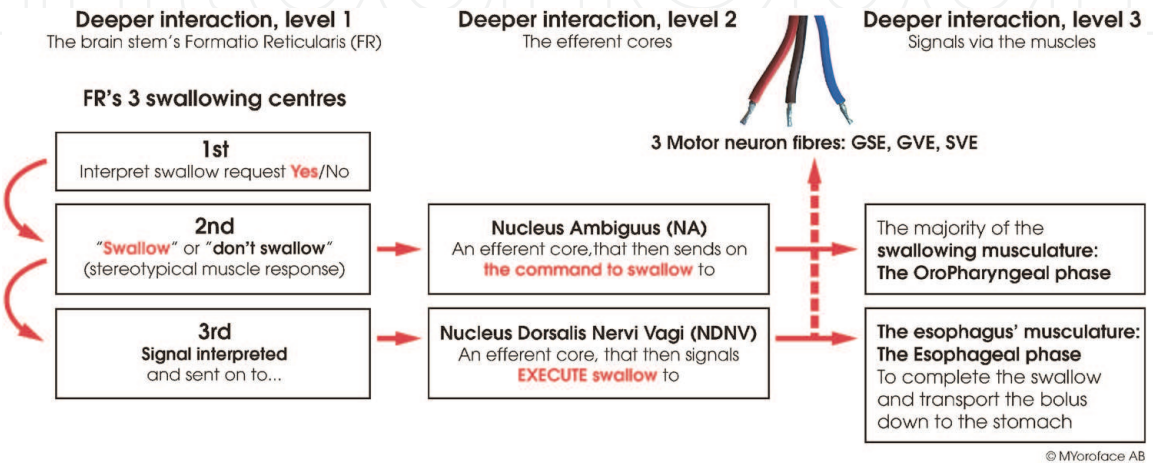 Deeper interaction, level 1
The brain stem's Formatio Reticularis (FR)
FR's 3 swallowing centres
1st
Interpret swallow request Yes/No
2nd
"Swallow" or "don't swallow"
(stereotypical muscle response)
3rd
Signal interpreted
and sent on to...
Deeper interaction, level 2
The efferent cores
Nucleus Ambiguus (NA)
An efferent core,that then sends on
the command to swallow to
Nucleus Dorsalis Nervi Vagi (NDNV)
An efferent core, that then signals
EXECUTE swallow to
Deeper interaction, level 3
Signals via the muscles
3 Motor neuron fibres: GSE, GVE, SVE
The majority of the
swallowing musculature:
The OroPharyngeal phase
The esophagus' musculature:
The Esophageal phase
To complete the swallow
and transport the bolus
down to the stomach
© MYoroface AB